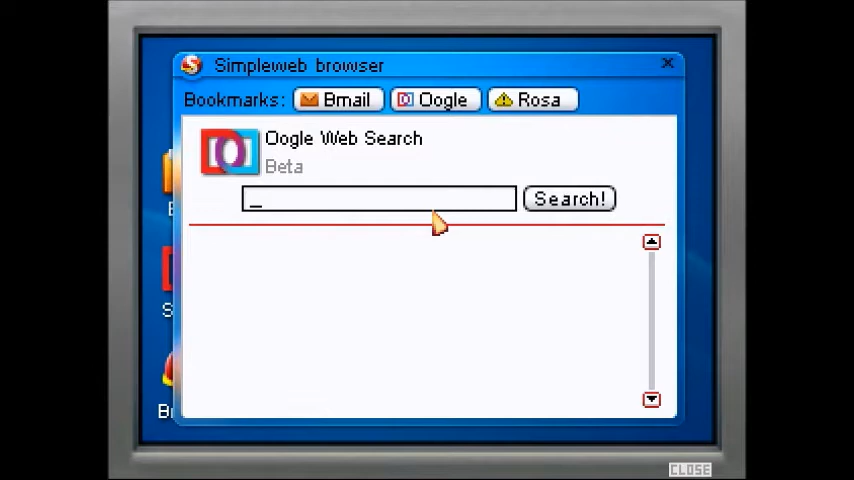 Simpleweb browser
Bookmarks: Bmail Oogle Rosa
Oogle Web Search
Beta
_ Search!
CLOSE